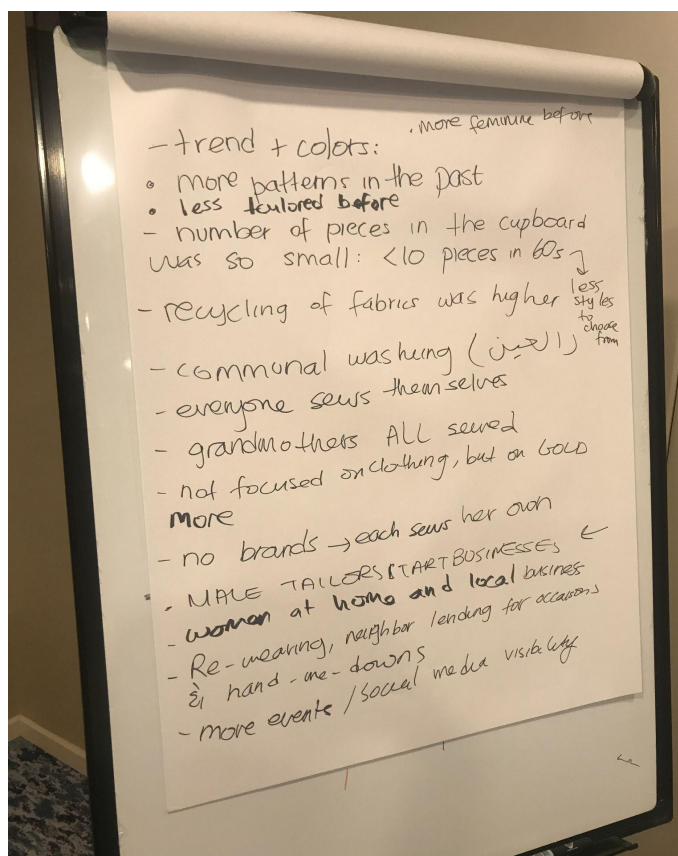 . more feminine before
- trend + colors:
• more patterns in the past
• less tailored before
- number of pieces in the cupboard
was so small: <10 pieces in 60s
↓ less styles to choose from
- recycling of fabrics was higher
- communal washing (العين)
- everyone sews themselves
- grandmothers ALL sewed
- not focused on clothing, but on GOLD
more
- no brands → each sews her own
. MALE TAILORS START BUSINESSES ←
- women at home and local business
- Re-wearing, neighbor lending for occasions
& hand-me-downs
- more events / social media visibility